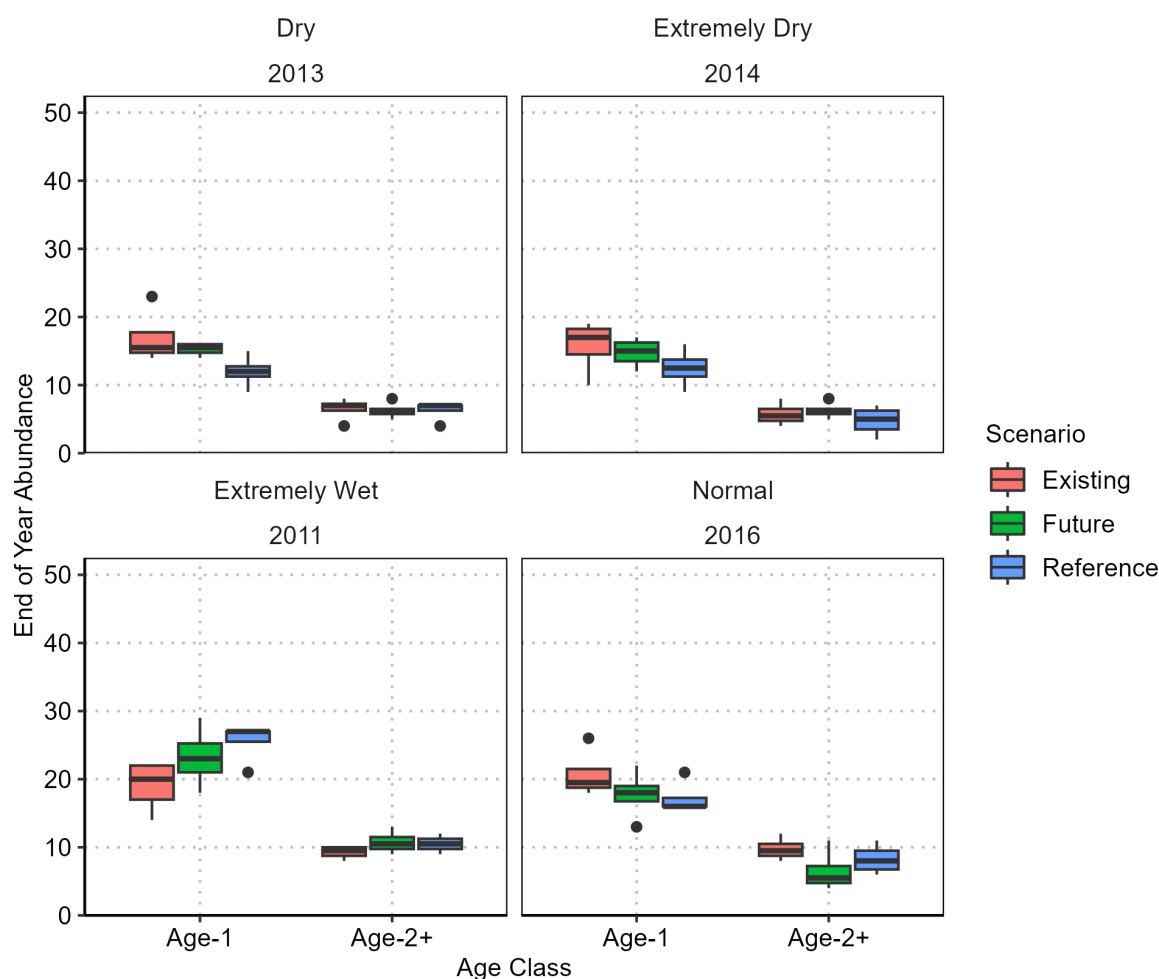 Dry
2013
Extremely Dry
2014
50
40
30
20
10
0
Extremely Wet
2011
Normal
2016
50
40
30
20
10
0
End of Year Abundance
Age-1
Age-2+
Age-1
Age-2+
Age Class
Scenario
Existing
Future
Reference